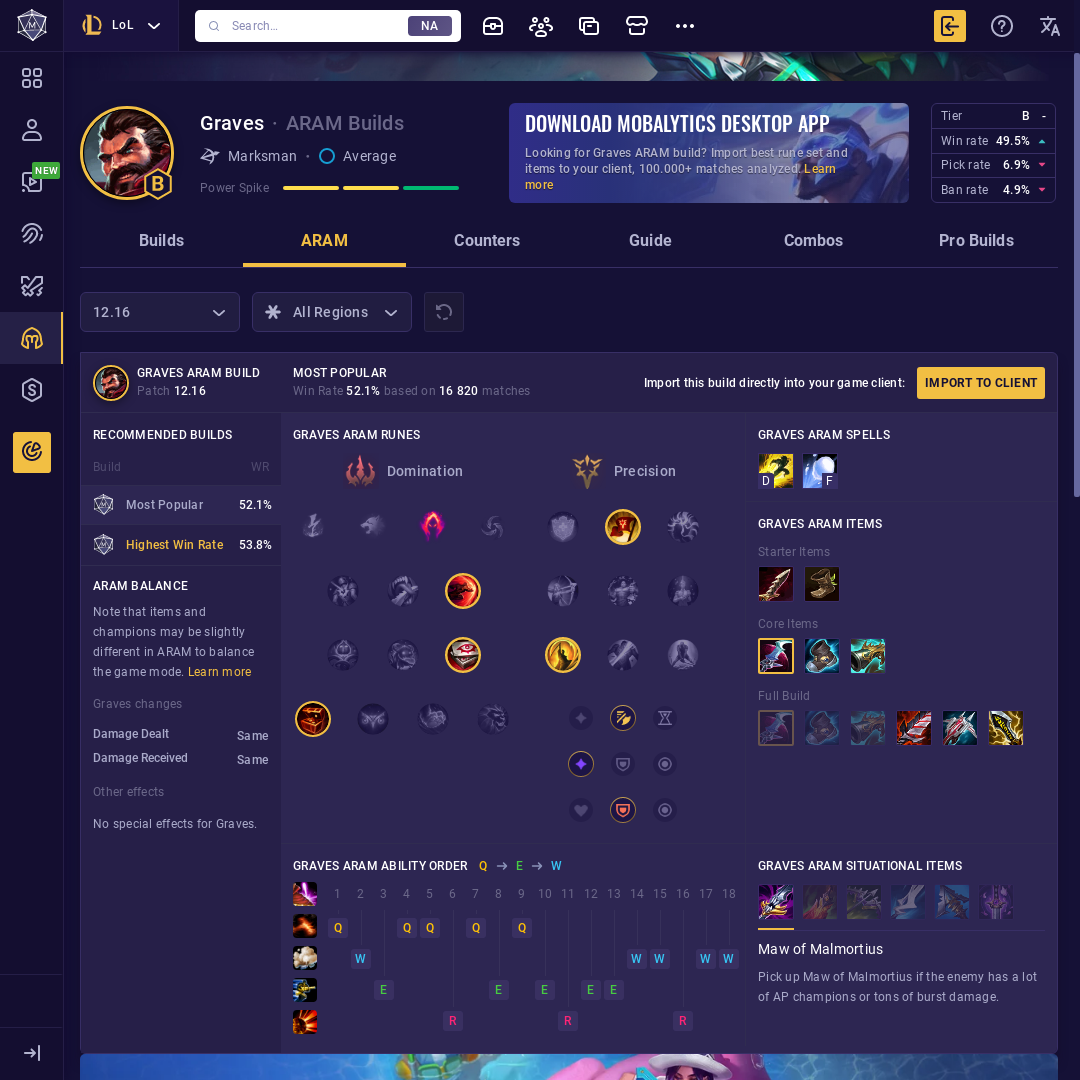 LoL
Search...
NA
NEW
Graves · ARAM Builds
Marksman · Average
Power Spike
B
DOWNLOAD MOBALYTICS DESKTOP APP
Looking for Graves ARAM build? Import best rune set and
items to your client, 100.000+ matches analyzed. Learn
more
Tier B -
Win rate 49.5%
Pick rate 6.9%
Ban rate 4.9%
Builds
ARAM
Counters
Guide
Combos
Pro Builds
12.16
All Regions
GRAVES ARAM BUILD
Patch 12.16
MOST POPULAR
Win Rate 52.1% based on 16 820 matches
Import this build directly into your game client:
IMPORT TO CLIENT
RECOMMENDED BUILDS
Build WR
Most Popular 52.1%
Highest Win Rate 53.8%
ARAM BALANCE
Note that items and
champions may be slightly
different in ARAM to balance
the game mode. Learn more
Graves changes
Damage Dealt Same
Damage Received Same
Other effects
No special effects for Graves.
GRAVES ARAM RUNES
Domination
Precision
GRAVES ARAM SPELLS
D F
GRAVES ARAM ITEMS
Starter Items
Core Items
Full Build
GRAVES ARAM ABILITY ORDER Q → E → W
1 2 3 4 5 6 7 8 9 10 11 12 13 14 15 16 17 18
Q Q Q Q Q
W W W W W
E E E E E
R R R
GRAVES ARAM SITUATIONAL ITEMS
Maw of Malmortius
Pick up Maw of Malmortius if the enemy has a lot
of AP champions or tons of burst damage.